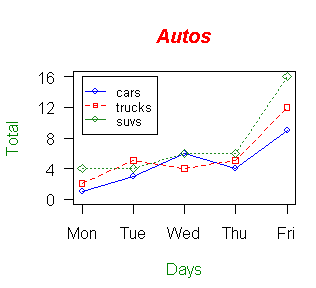 Autos
Total
16
12
8
4
0
cars
trucks
suvs
Mon Tue Wed Thu Fri
Days